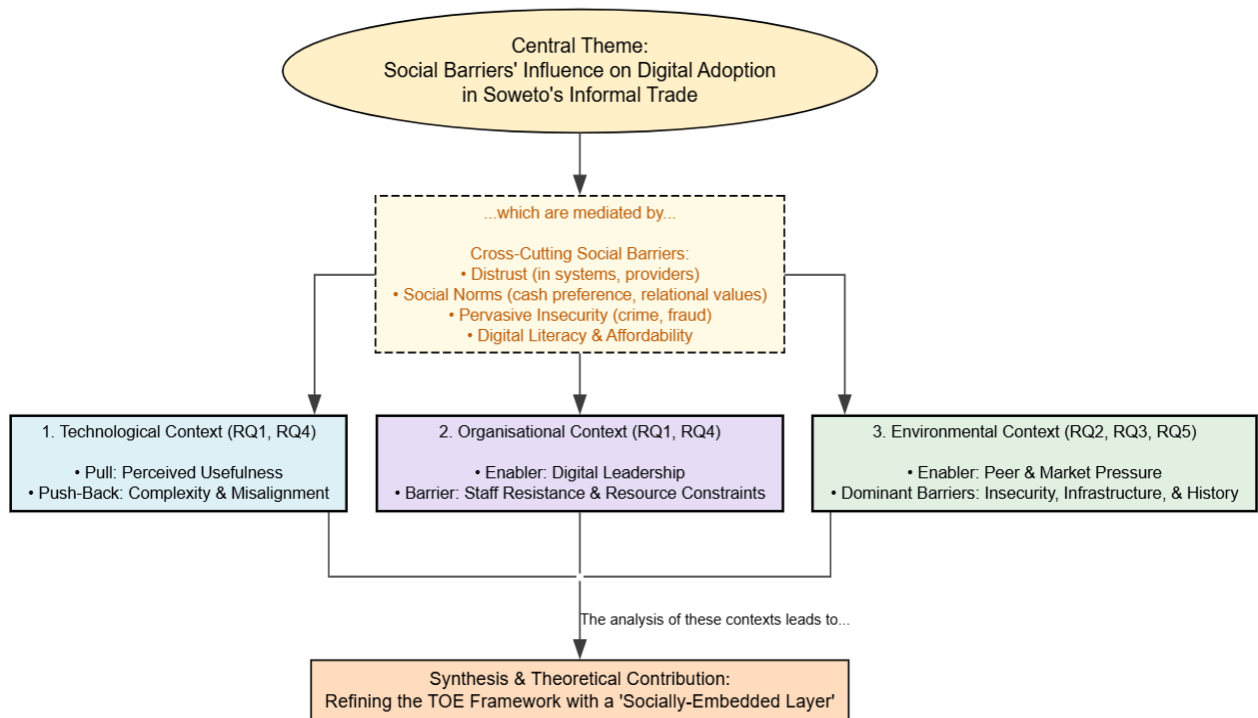 Central Theme:
Social Barriers' Influence on Digital Adoption
in Soweto's Informal Trade
...which are mediated by...
Cross-Cutting Social Barriers:
• Distrust (in systems, providers)
• Social Norms (cash preference, relational values)
• Pervasive Insecurity (crime, fraud)
• Digital Literacy & Affordability
1. Technological Context (RQ1, RQ4)
• Pull: Perceived Usefulness
• Push-Back: Complexity & Misalignment
2. Organisational Context (RQ1, RQ4)
• Enabler: Digital Leadership
• Barrier: Staff Resistance & Resource Constraints
3. Environmental Context (RQ2, RQ3, RQ5)
• Enabler: Peer & Market Pressure
• Dominant Barriers: Insecurity, Infrastructure, & History
The analysis of these contexts leads to...
Synthesis & Theoretical Contribution:
Refining the TOE Framework with a 'Socially-Embedded Layer'